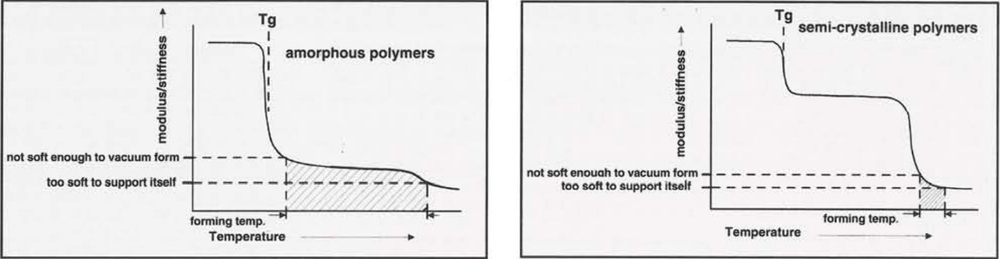 Tg
amorphous polymers
modulus/stiffness
not soft enough to vacuum form
too soft to support itself
forming temp.
Temperature
Tg
semi-crystalline polymers
modulus/stiffness
not soft enough to vacuum form
too soft to support itself
forming temp.
Temperature